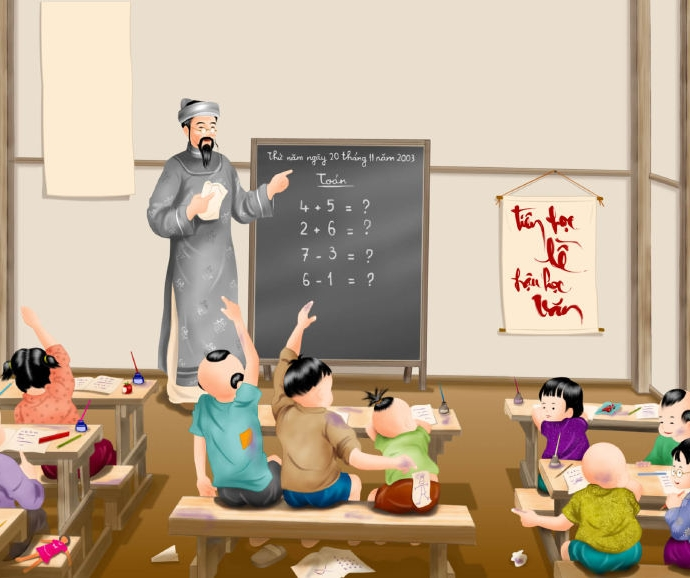 Thứ năm ngày 20 tháng 11 năm 2003
Toán
4 + 5 = ?
2 + 6 = ?
7 - 3 = ?
6 - 1 = ?
Tiên học
lễ
hậu học
văn